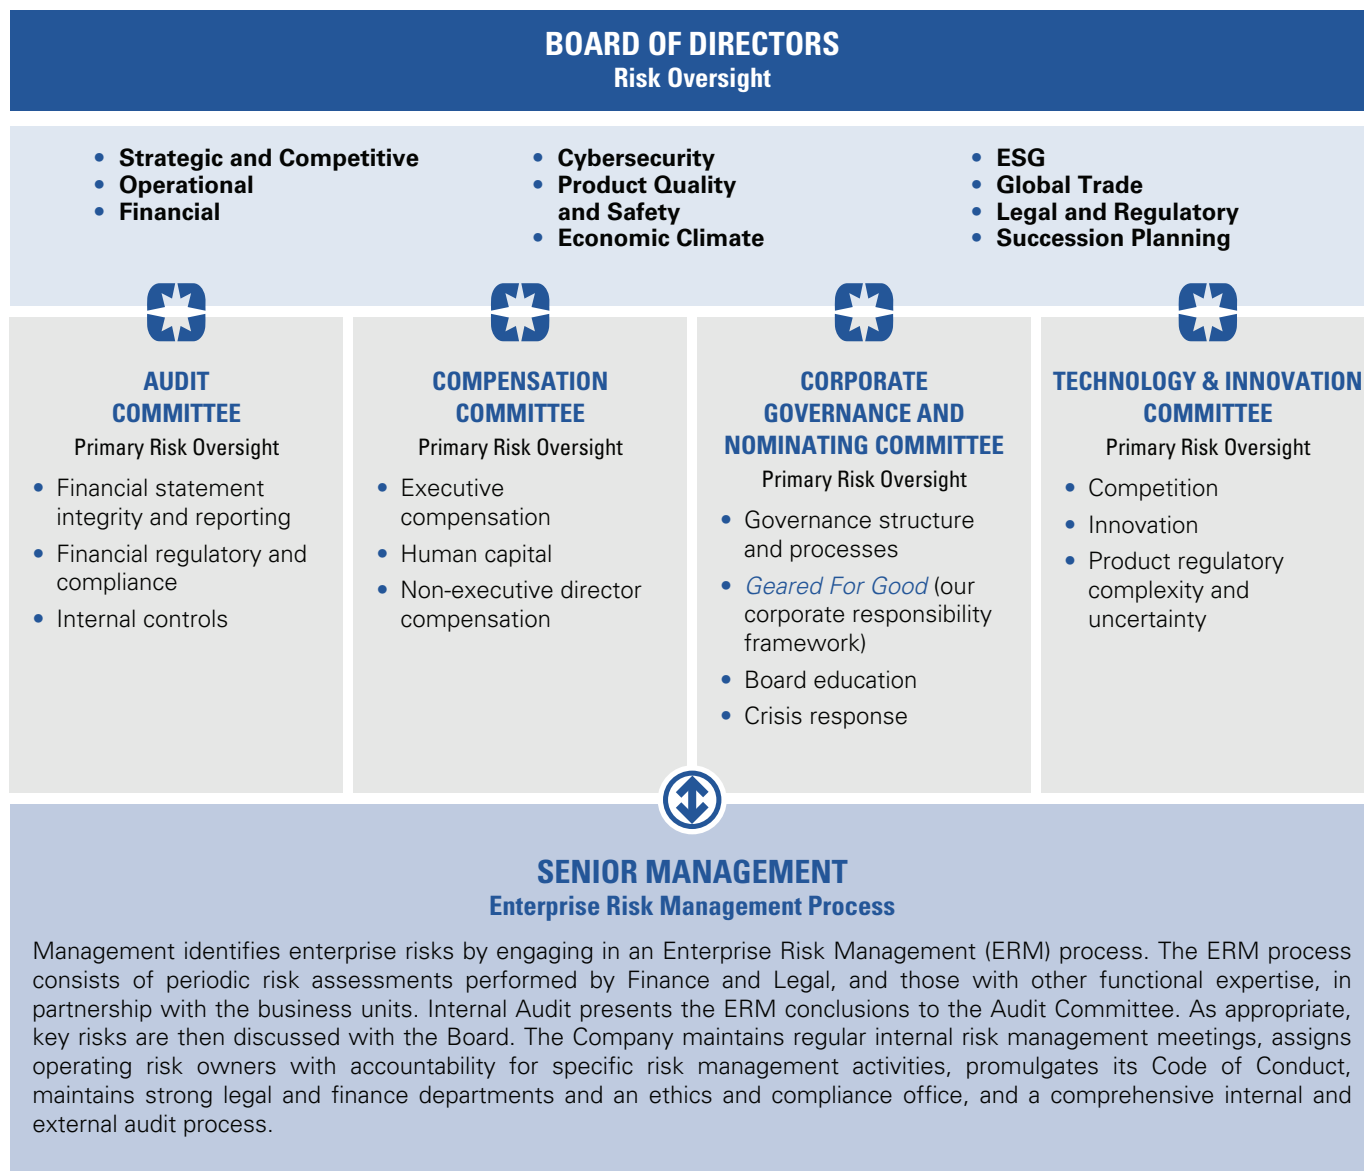 BOARD OF DIRECTORS
Risk Oversight
• Strategic and Competitive
• Operational
• Financial
• Cybersecurity
• Product Quality
and Safety
• Economic Climate
• ESG
• Global Trade
• Legal and Regulatory
• Succession Planning
AUDIT
COMMITTEE
Primary Risk Oversight
• Financial statement
integrity and reporting
• Financial regulatory and
compliance
• Internal controls
COMPENSATION
COMMITTEE
Primary Risk Oversight
• Executive
compensation
• Human capital
• Non-executive director
compensation
CORPORATE
GOVERNANCE AND
NOMINATING COMMITTEE
Primary Risk Oversight
• Governance structure
and processes
• Geared For Good (our
corporate responsibility
framework)
• Board education
• Crisis response
TECHNOLOGY & INNOVATION
COMMITTEE
Primary Risk Oversight
• Competition
• Innovation
• Product regulatory
complexity and
uncertainty
SENIOR MANAGEMENT
Enterprise Risk Management Process
Management identifies enterprise risks by engaging in an Enterprise Risk Management (ERM) process. The ERM process
consists of periodic risk assessments performed by Finance and Legal, and those with other functional expertise, in
partnership with the business units. Internal Audit presents the ERM conclusions to the Audit Committee. As appropriate,
key risks are then discussed with the Board. The Company maintains regular internal risk management meetings, assigns
operating risk owners with accountability for specific risk management activities, promulgates its Code of Conduct,
maintains strong legal and finance departments and an ethics and compliance office, and a comprehensive internal and
external audit process.